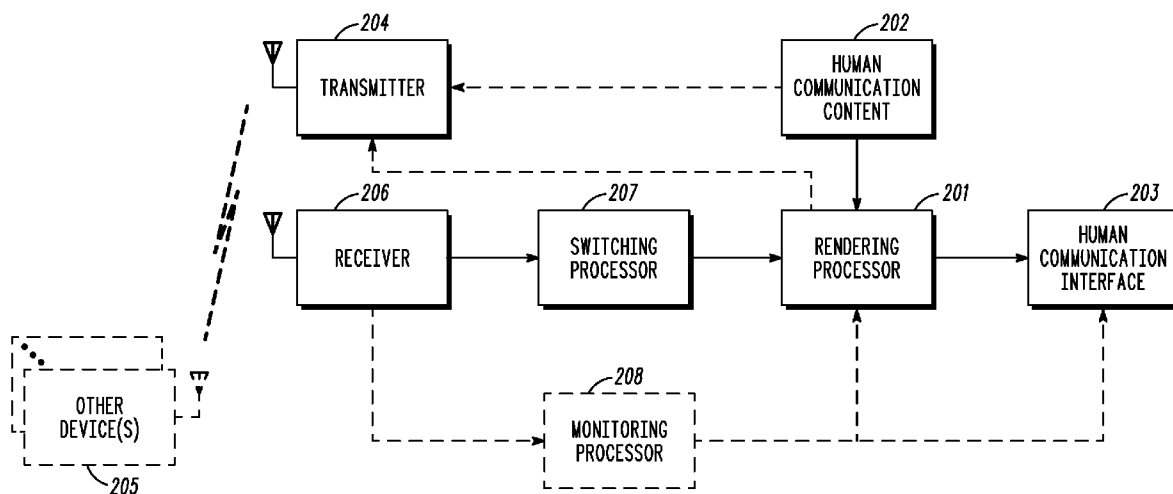 204
TRANSMITTER
202
HUMAN
COMMUNICATION
CONTENT
206
RECEIVER
207
SWITCHING
PROCESSOR
201
RENDERING
PROCESSOR
203
HUMAN
COMMUNICATION
INTERFACE
OTHER
DEVICE(S)
205
208
MONITORING
PROCESSOR